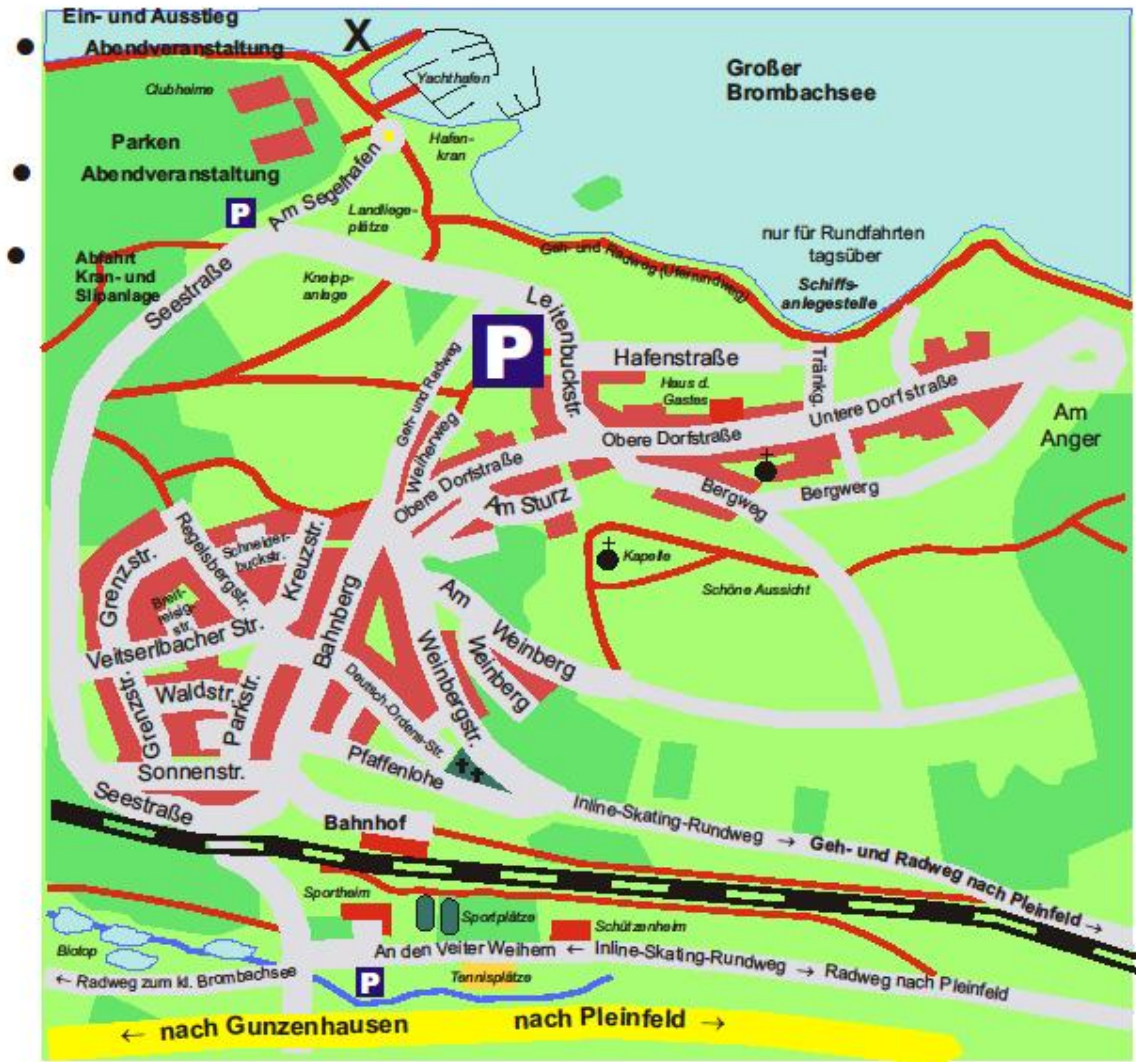 Ein- und Ausstieg
Abendveranstaltung
X
Yachthafen
Großer
Brombachsee
Clubheime
Parken
Abendveranstaltung
Hafen-
kran
P
Am Segelhafen
Landliege-
plätze
nur für Rundfahrten
tagsüber
Schiffs-
anlegestelle
Geh- und Radweg (Uferrundweg)
Abfahrt
Kran- und
Slipanlage
Seestraße
Kneipp-
anlage
Leitenbuckstr.
P
Hafenstraße
Tränkg.
Haus d.
Gastes
Geh- und Radweg
Weiherweg
Obere Dorfstraße
Untere Dorfstraße
Am
Anger
Obere Dorfstraße
Am Sturz
Bergweg
Bergwerg
Kapelle
Schöne Aussicht
Grenzstr.
Regelsbergstr.
Schneider-
buckstr.
Kreuzstr.
Breit-
reisig-
str.
Veitserlbacher Str.
Bahnberg
Am
Weinberg
Weinberg
Weinbergstr.
Deutsch-Ordens-Str.
Grenzstr.
Waldstr.
Parkstr.
Sonnenstr.
Pfaffenlohe
Seestraße
Bahnhof
Inline-Skating-Rundweg → Geh- und Radweg nach Pleinfeld →
Sportheim
Sportplätze
Schützenheim
Biotop
An den Veiter Weihern ← Inline-Skating-Rundweg → Radweg nach Pleinfeld
← Radweg zum kl. Brombachsee
P
Tennisplätze
← nach Gunzenhausen
nach Pleinfeld →